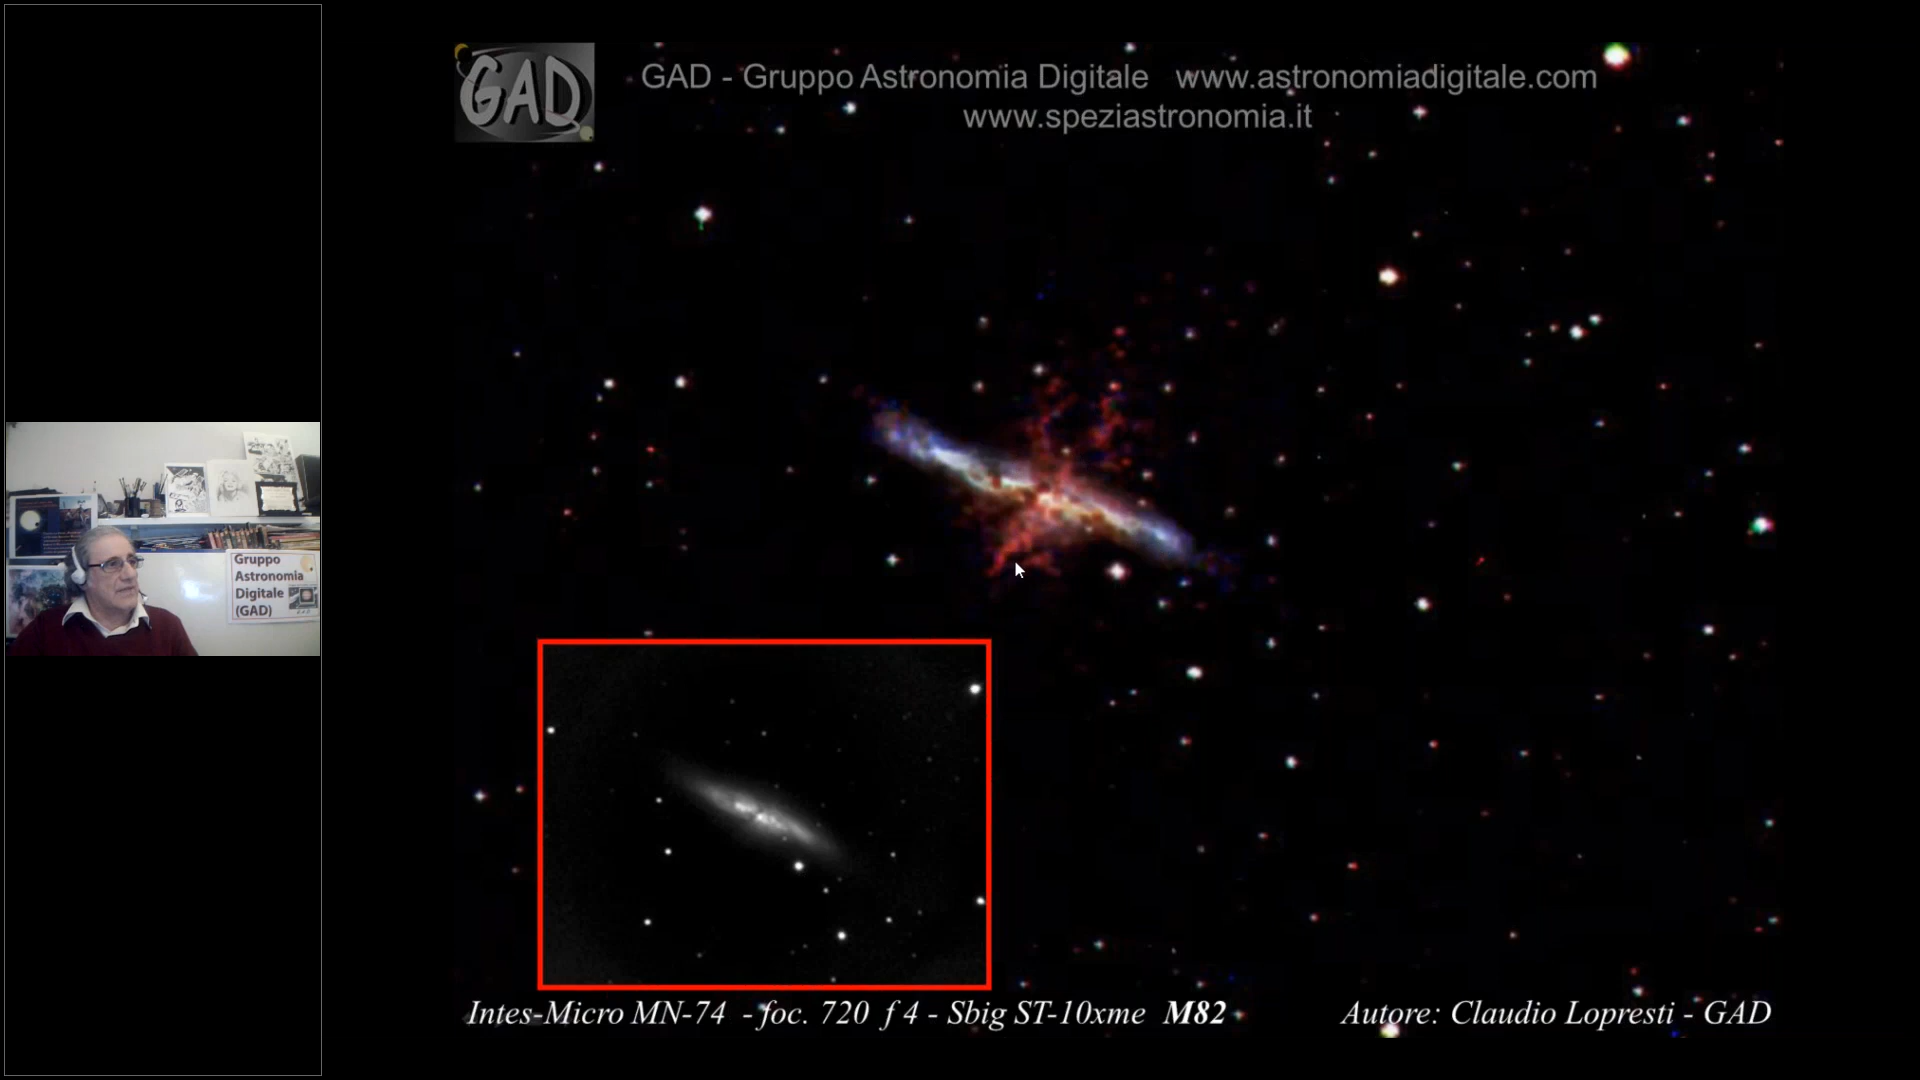 GAD
GAD - Gruppo Astronomia Digitale www.astronomiadigitale.com
www.speziastronomia.it
Gruppo
Astronomia
Digitale
(GAD)
Intes-Micro MN-74 - foc. 720 f 4 - Sbig ST-10xme M82
Autore: Claudio Lopresti - GAD